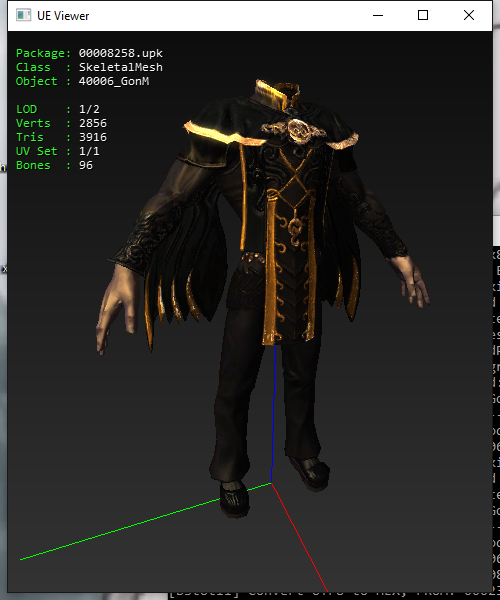 UE Viewer
Package: 00008258.upk
Class : SkeletalMesh
Object : 40006_GonM
LOD : 1/2
Verts : 2856
Tris : 3916
UV Set : 1/1
Bones : 96